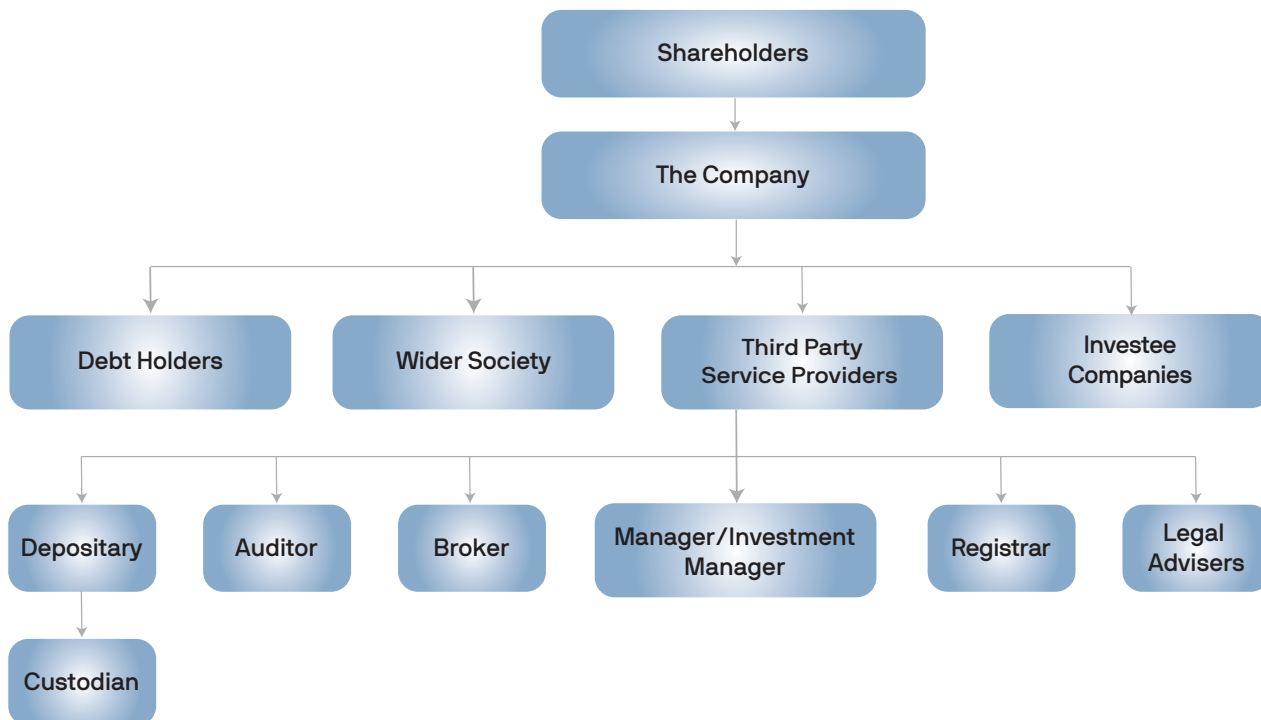 Shareholders
The Company
Debt Holders
Wider Society
Third Party
Service Providers
Investee
Companies
Depositary
Auditor
Broker
Manager/Investment
Manager
Registrar
Legal
Advisers
Custodian